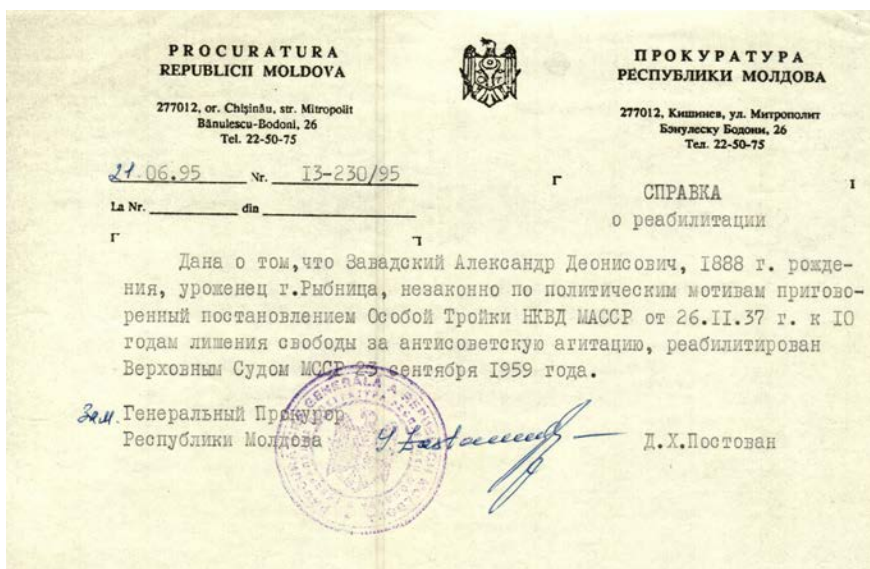 PROCURATURA
REPUBLICII MOLDOVA
277012, or. Chişinău, str. Mitropolit
Bănulescu-Bodoni, 26
Tel. 22-50-75
ПРОКУРАТУРА
РЕСПУБЛИКИ МОЛДОВА
277012, Кишинев, ул. Митрополит
Бэнулеску Бодони, 26
Тел. 22-50-75
21.06.95 Nr. I3-230/95
La Nr. din
СПРАВКА
о реабилитации
Дана о том,что Завадский Александр Деонисович, I888 г. рожде-
ния, уроженец г.Рыбница, незаконно по политическим мотивам пригово-
ренный постановлением Особой Тройки НКВД МАССР от 26.II.37 г. к IO
годам лишения свободы за антисоветскую агитацию, реабилитирован
Верховным Судом МССР 23 сентября I959 года.
Зам. Генеральный Прокурор
Республики Молдова Д.Х.Постован